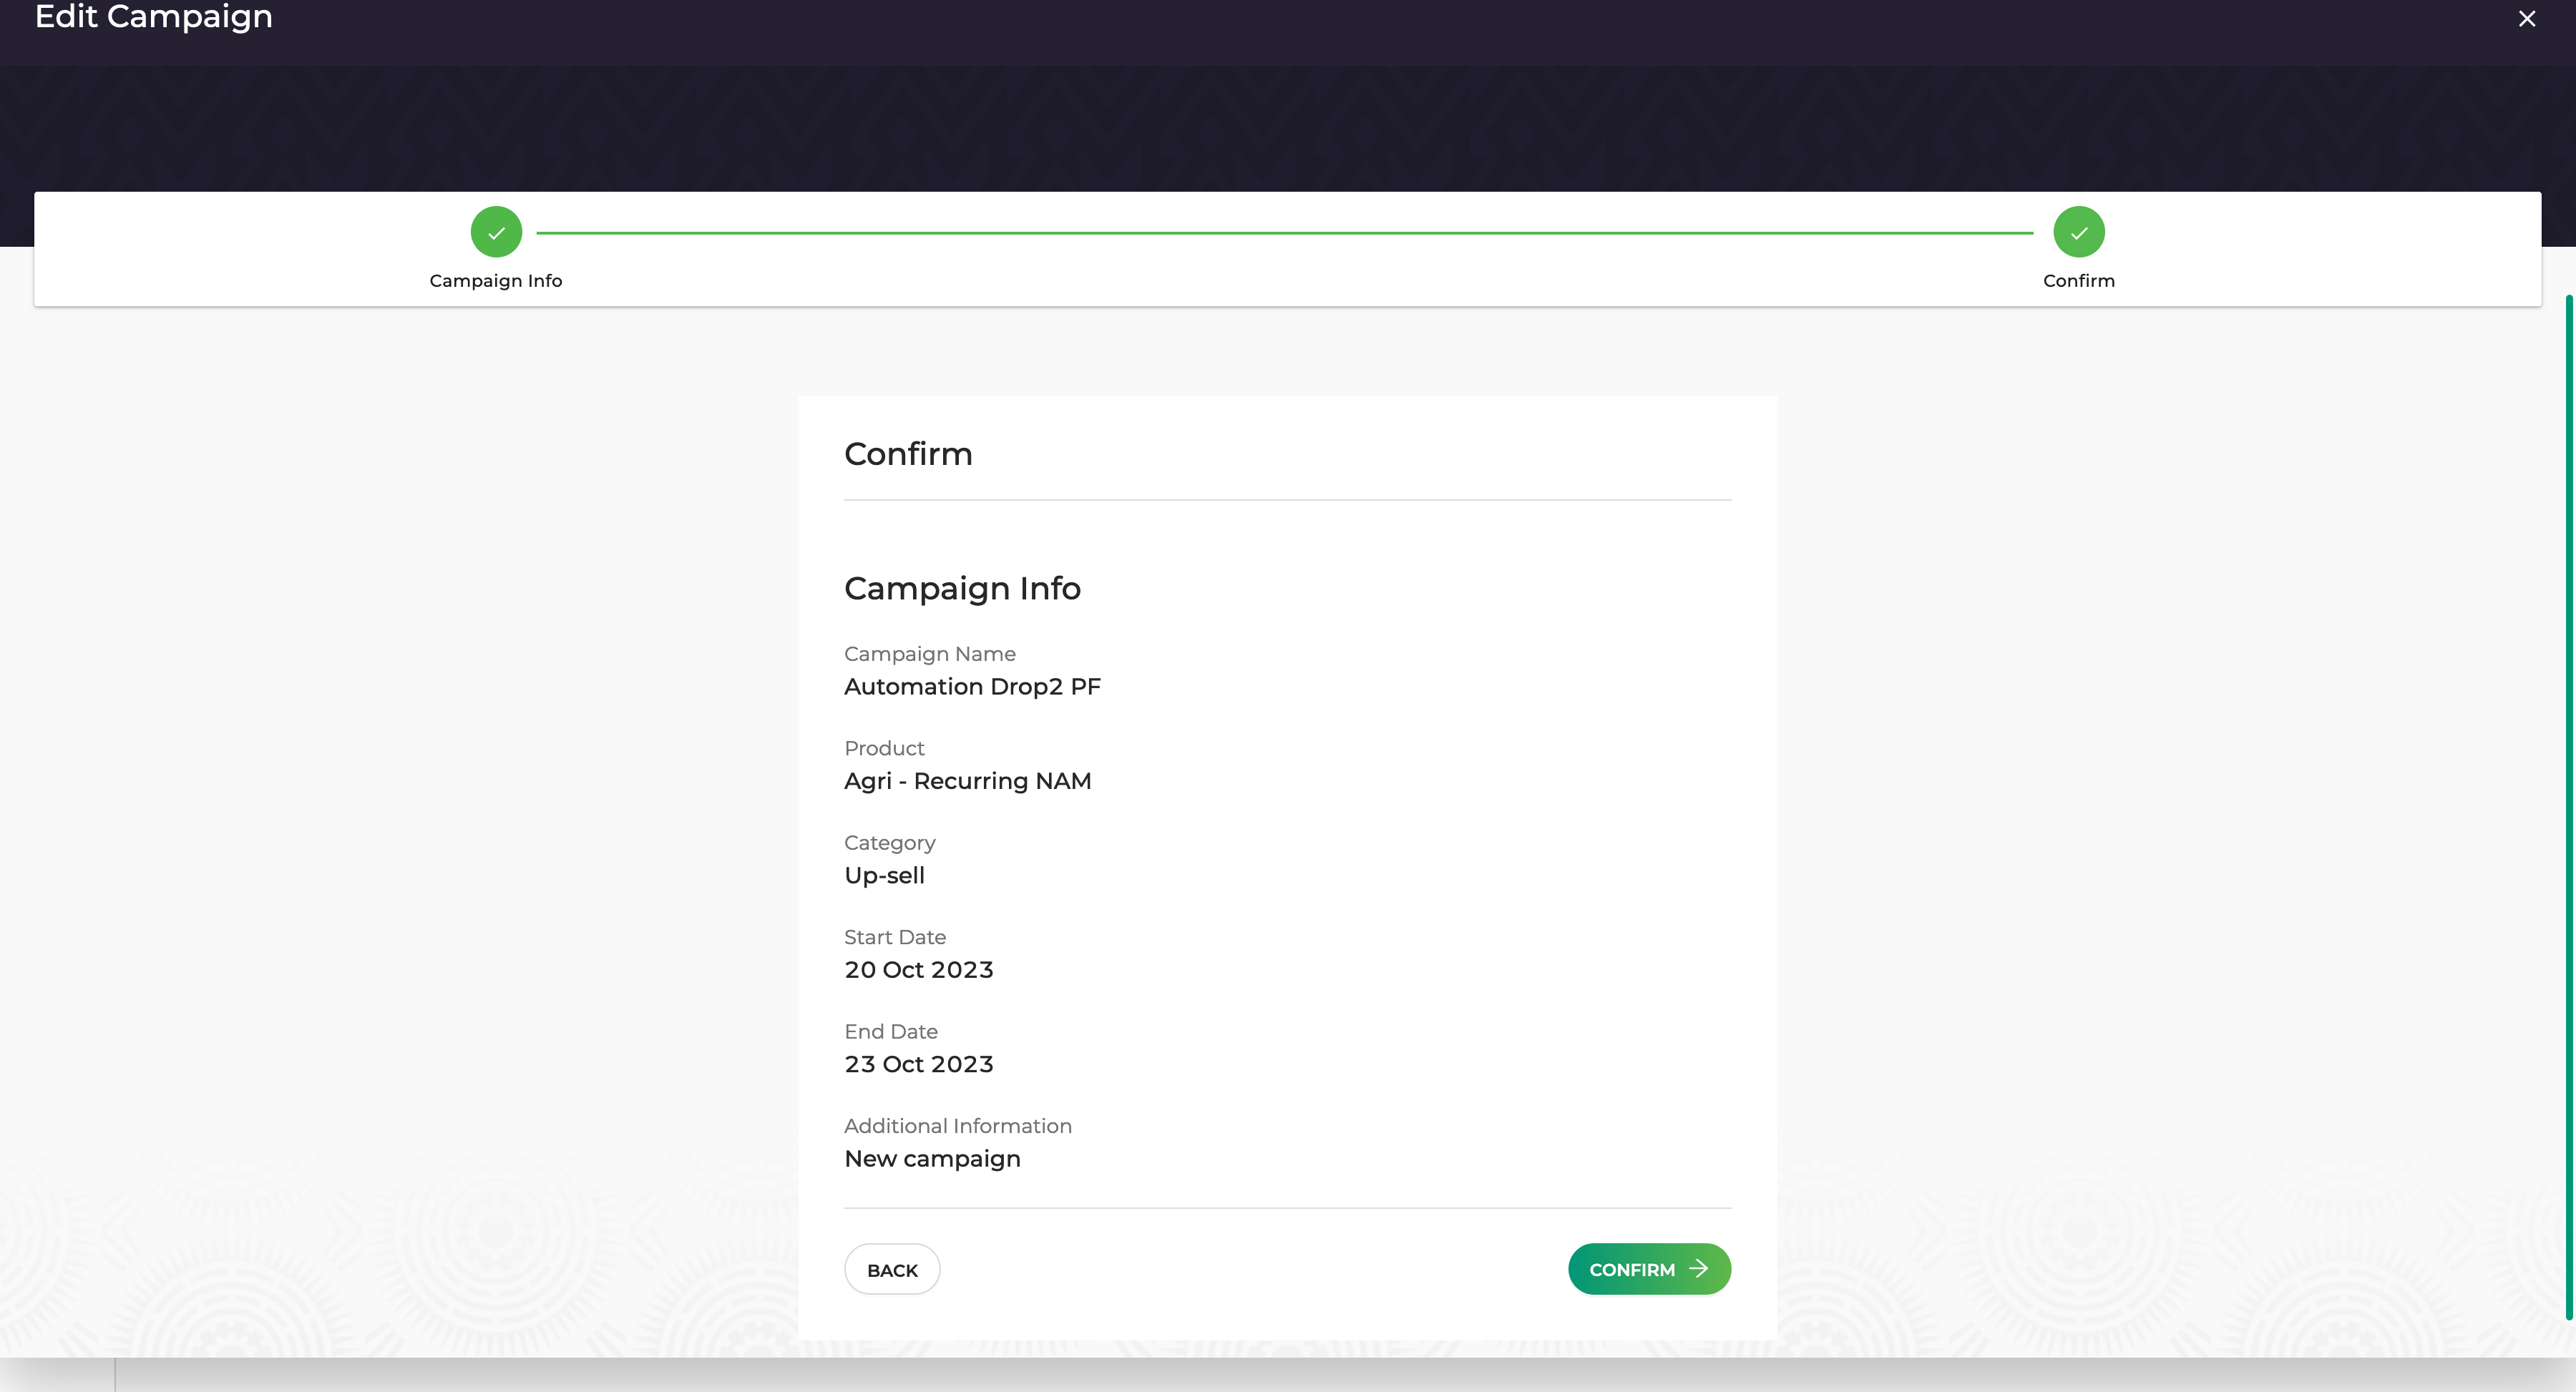 Edit Campaign
Campaign Info
Confirm
Confirm
Campaign Info
Campaign Name
Automation Drop2 PF
Product
Agri - Recurring NAM
Category
Up-sell
Start Date
20 Oct 2023
End Date
23 Oct 2023
Additional Information
New campaign
BACK
CONFIRM